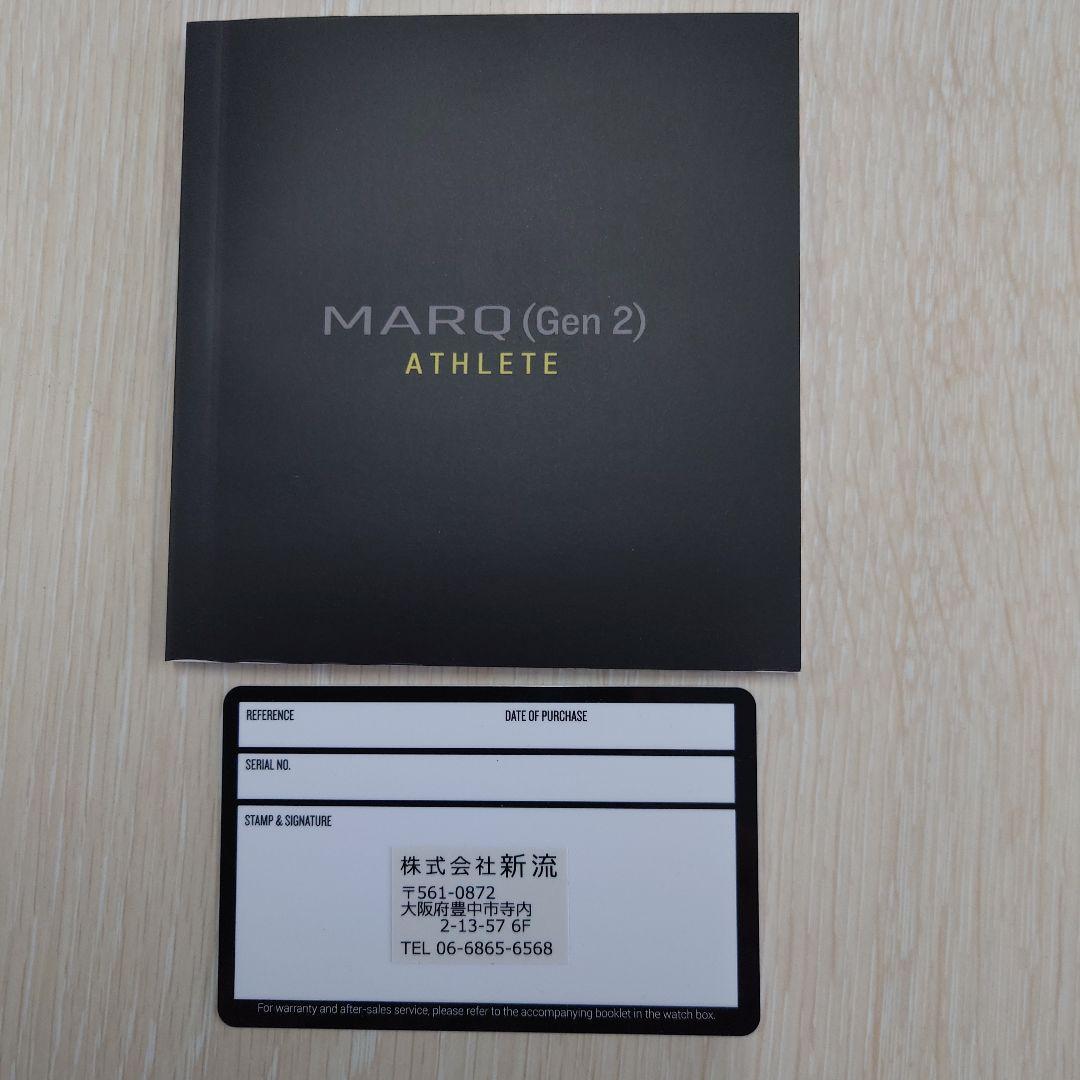 MARQ (Gen 2)
ATHLETE
REFERENCE
DATE OF PURCHASE
SERIAL NO.
STAMP & SIGNATURE
株式会社新流
〒561-0872
大阪府豊中市寺内
2-13-57 6F
TEL 06-6865-6568
For warranty and after-sales service, please refer to the accompanying booklet in the watch box.